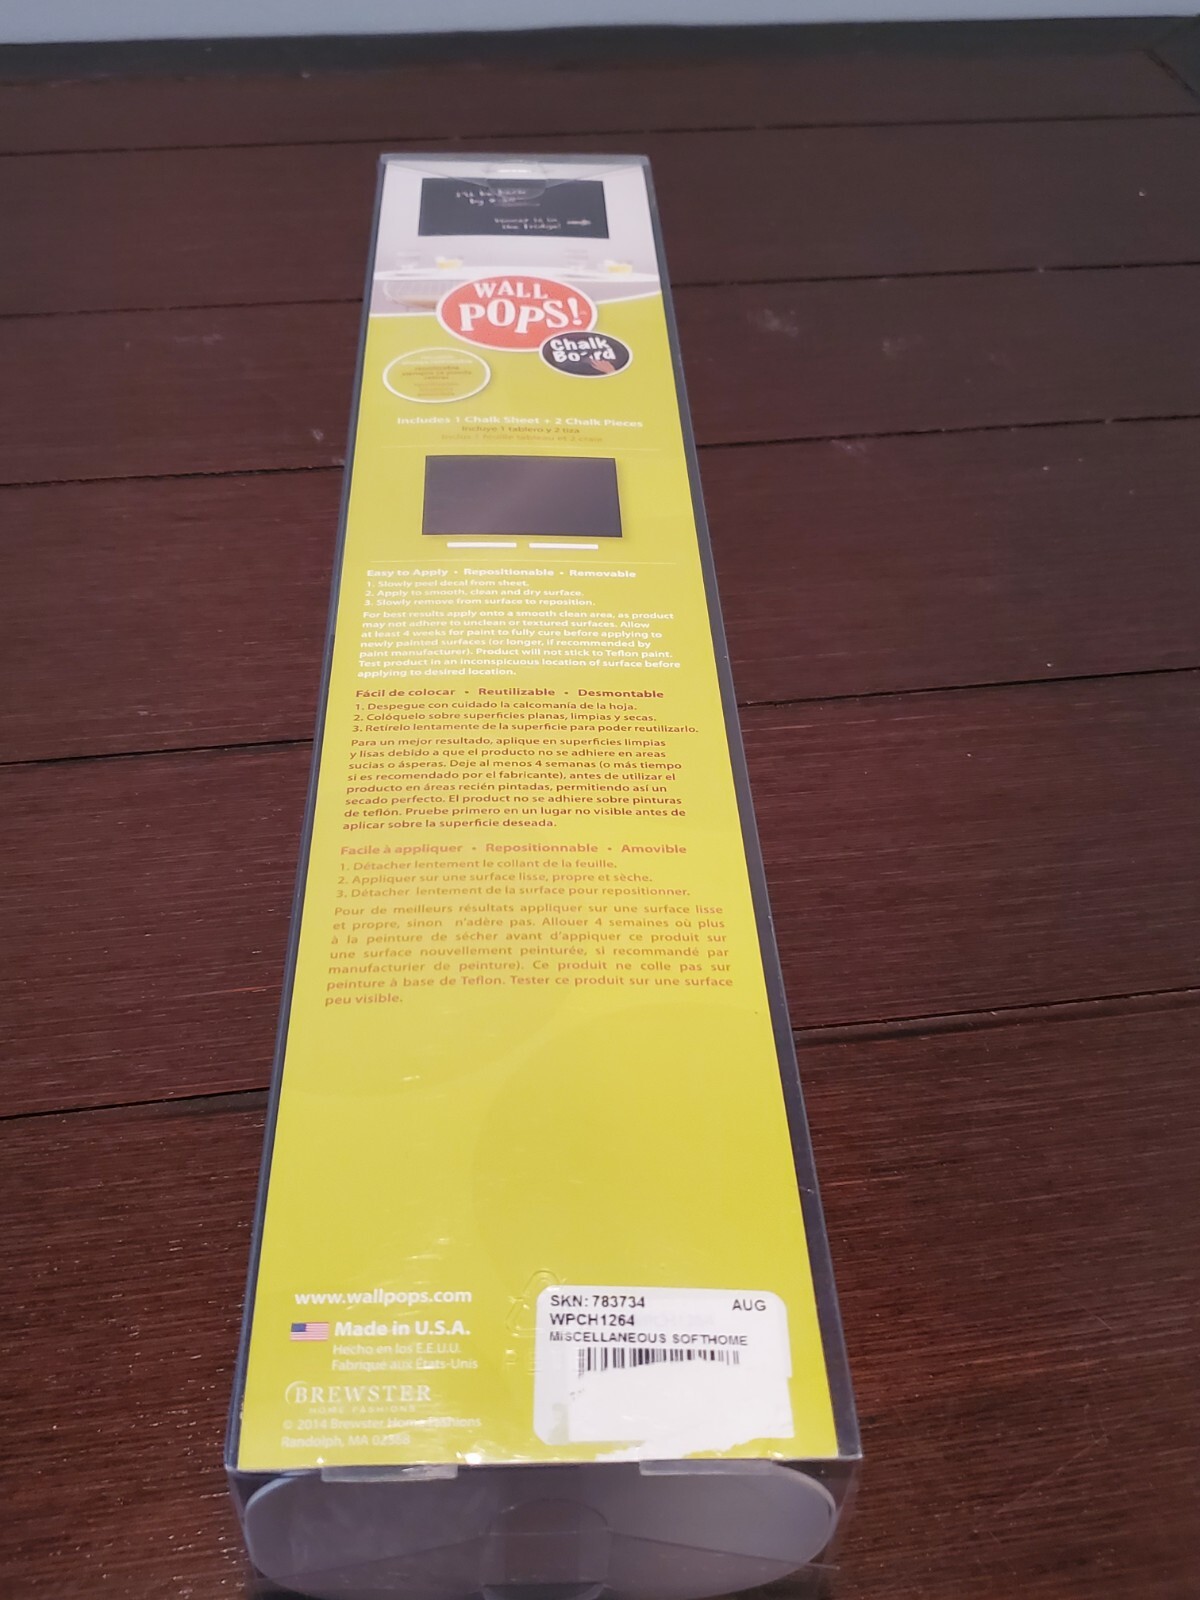 I'll be back
by
Dinner is in
the fridge!
WALL
POPS!
Chalk
Board
Includes 1 Chalk Sheet • 2 Chalk Pieces
Incluye 1 tablero y 2 tiza
Inclus 1 feuille tableau et 2 craie
Easy to Apply • Repositionable • Removable
1. Slowly peel decal from sheet.
2. Apply to smooth, clean and dry surface.
3. Slowly remove from surface to reposition.
For best results apply onto a smooth clean area, as product
may not adhere to unclean or textured surfaces. Allow
at least 4 weeks for paint to fully cure before applying to
newly painted surfaces (or longer, if recommended by
paint manufacturer). Product will not stick to Teflon paint.
Test product in an inconspicuous location of surface before
applying to desired location.
Fácil de colocar • Reutilizable • Desmontable
1. Despegue con cuidado la calcomanía de la hoja.
2. Colóquelo sobre superficies planas, limpias y secas.
3. Retírelo lentamente de la superficie para poder reutilizarlo.
Para un mejor resultado, aplique en superficies limpias
y lisas debido a que el producto no se adhiere en areas
sucias o ásperas. Deje al menos 4 semanas (o más tiempo
si es recomendado por el fabricante), antes de utilizar el
producto en áreas recién pintadas, permitiendo así un
secado perfecto. El product no se adhiere sobre pinturas
de teflón. Pruebe primero en un lugar no visible antes de
aplicar sobre la superficie deseada.
Facile à appliquer • Repositionnable • Amovible
1. Détacher lentement le collant de la feuille.
2. Appliquer sur une surface lisse, propre et sèche.
3. Détacher lentement de la surface pour repositionner.
Pour de meilleurs résultats appliquer sur une surface lisse
et propre, sinon n'adère pas. Allouer 4 semaines où plus
à la peinture de sécher avant d'appiquer ce produit sur
une surface nouvellement peinturée, si recommandé par
manufacturier de peinture). Ce produit ne colle pas sur
peinture à base de Teflon. Tester ce produit sur une surface
peu visible.
www.wallpops.com
Made in U.S.A.
Hecho en los E.E.U.U.
Fabriqué aux États-Unis
BREWSTER
HOME FASHIONS
© 2014 Brewster Home Fashions
Randolph, MA 02368
SKN: 783734 AUG
WPCH1264
MISCELLANEOUS SOFTHOME